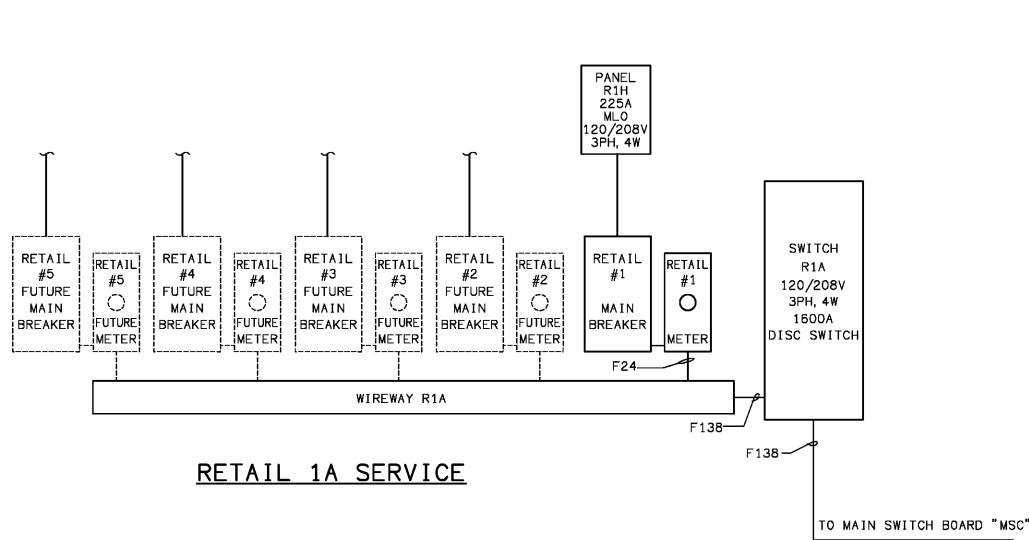 PANEL
R1H
225A
MLO
120/208V
3PH, 4W
RETAIL
#5
FUTURE
MAIN
BREAKER
RETAIL
#5
FUTURE
METER
RETAIL
#4
FUTURE
MAIN
BREAKER
RETAIL
#4
FUTURE
METER
RETAIL
#3
FUTURE
MAIN
BREAKER
RETAIL
#3
FUTURE
METER
RETAIL
#2
FUTURE
MAIN
BREAKER
RETAIL
#2
FUTURE
METER
RETAIL
#1
MAIN
BREAKER
RETAIL
#1
METER
SWITCH
R1A
120/208V
3PH, 4W
1600A
DISC SWITCH
F24
WIREWAY R1A
F138
F138
RETAIL 1A SERVICE
TO MAIN SWITCH BOARD "MSC"